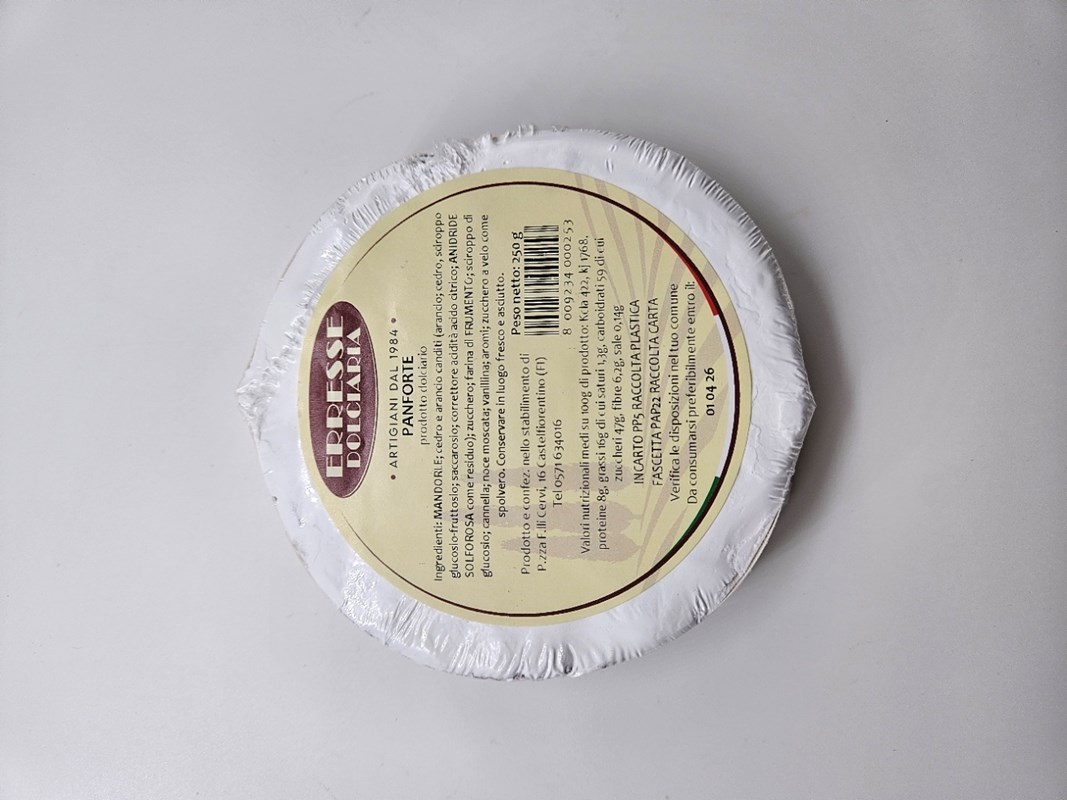 ERRESSE
DOLCIARIA
• ARTIGIANI DAL 1984 •
PANFORTE
prodotto dolciario
Ingredienti: MANDORLE; cedro e arancio canditi (arancio; cedro, sciroppo
glucosio-fruttosio; saccarosio; correttore acidità acido citrico; ANIDRIDE
SOLFOROSA come residuo); zucchero; farina di FRUMENTO; sciroppo di
glucosio; cannella; noce moscata; vanillina; aromi; zucchero a velo come
spolvero. Conservare in luogo fresco e asciutto.
Peso netto: 250 g
Prodotto e confez. nello stabilimento di
P.zza F.lli Cervi, 16 Castelfiorentino (FI)
Tel 0571 634016
8 009234 000253
Valori nutrizionali medi su 100g di prodotto: Kcla 422, kj 1768,
proteine 8g, grassi 16g di cui saturi 1,3g, carboidrati 59 di cui
zuccheri 47g, fibre 6,2g, sale 0,14g
INCARTO PP5 RACCOLTA PLASTICA
FASCETTA PAP22 RACCOLTA CARTA
Verifica le disposizioni nel tuo comune
Da consumarsi preferibilmente entro il:
01 04 26